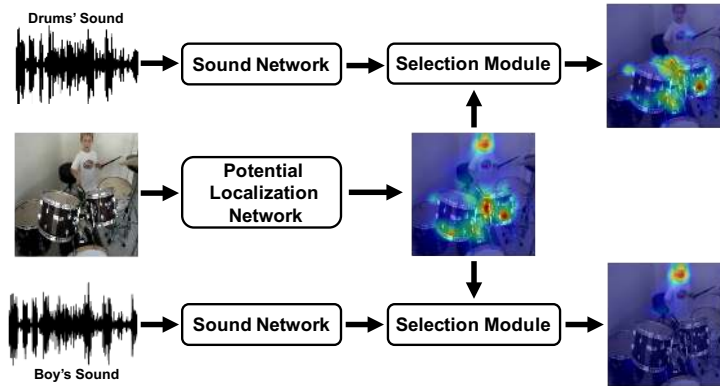 Drums' Sound
Sound Network
Selection Module
Potential
Localization
Network
Sound Network
Selection Module
Boy's Sound